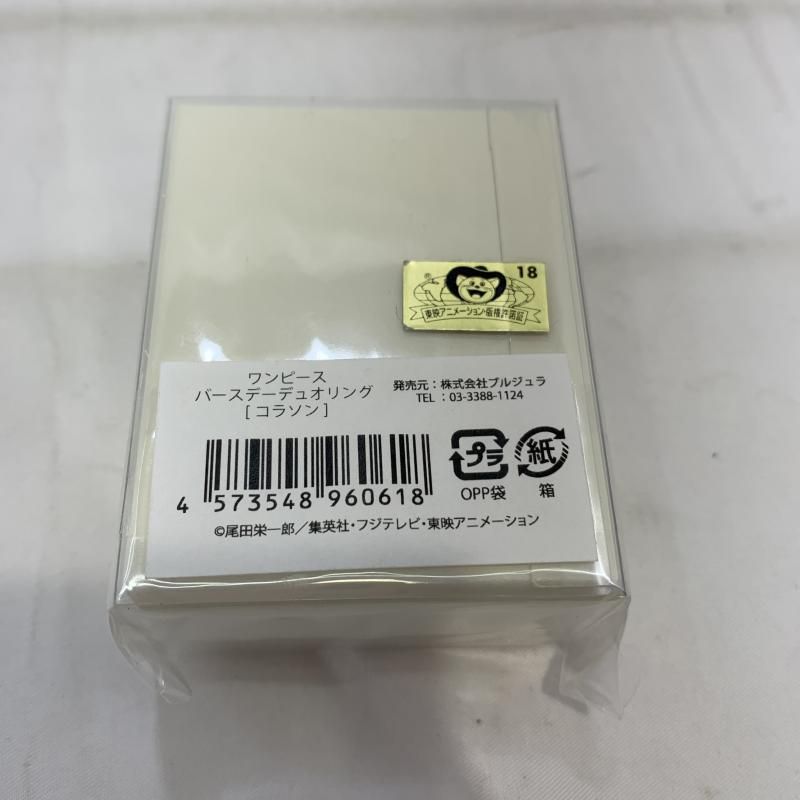 18
®
東映アニメーション・版権許諾証
ワンピース
バースデーデュオリング
[ コラソン ]
発売元：株式会社ブルジュラ
TEL：03-3388-1124
4 573548 960618
プラ
紙
OPP袋
箱
©尾田栄一郎／集英社・フジテレビ・東映アニメーション